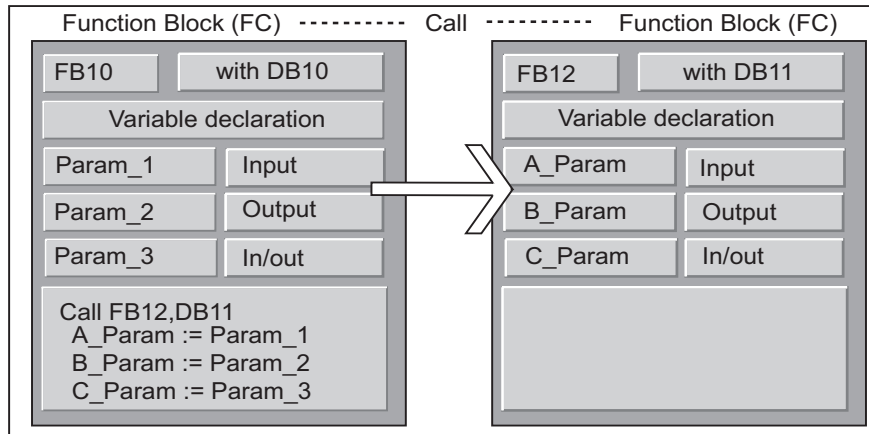 Function Block (FC) ---------- Call ---------- Function Block (FC)
FB10 with DB10
Variable declaration
Param_1 Input
Param_2 Output
Param_3 In/out
Call FB12,DB11
A_Param := Param_1
B_Param := Param_2
C_Param := Param_3
FB12 with DB11
Variable declaration
A_Param Input
B_Param Output
C_Param In/out